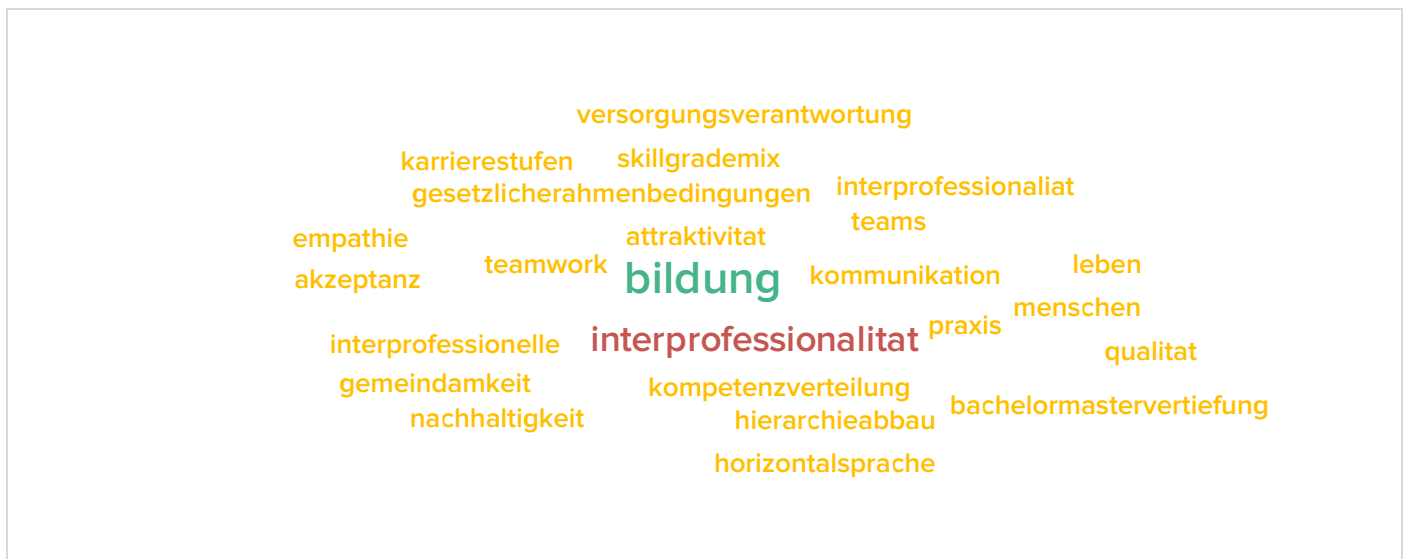 versorgungsverantwortung
karrierestufen
skillgrademix
gesetzlicherahmenbedingungen
interprofessionaliat
teams
empathie
attraktivitat
teamwork
bildung
kommunikation
leben
akzeptanz
menschen
interprofessionelle
interprofessionalitat
praxis
qualitat
gemeindamkeit
kompetenzverteilung
nachhaltigkeit
hierarchieabbau
bachelormastervertiefung
horizontalsprache